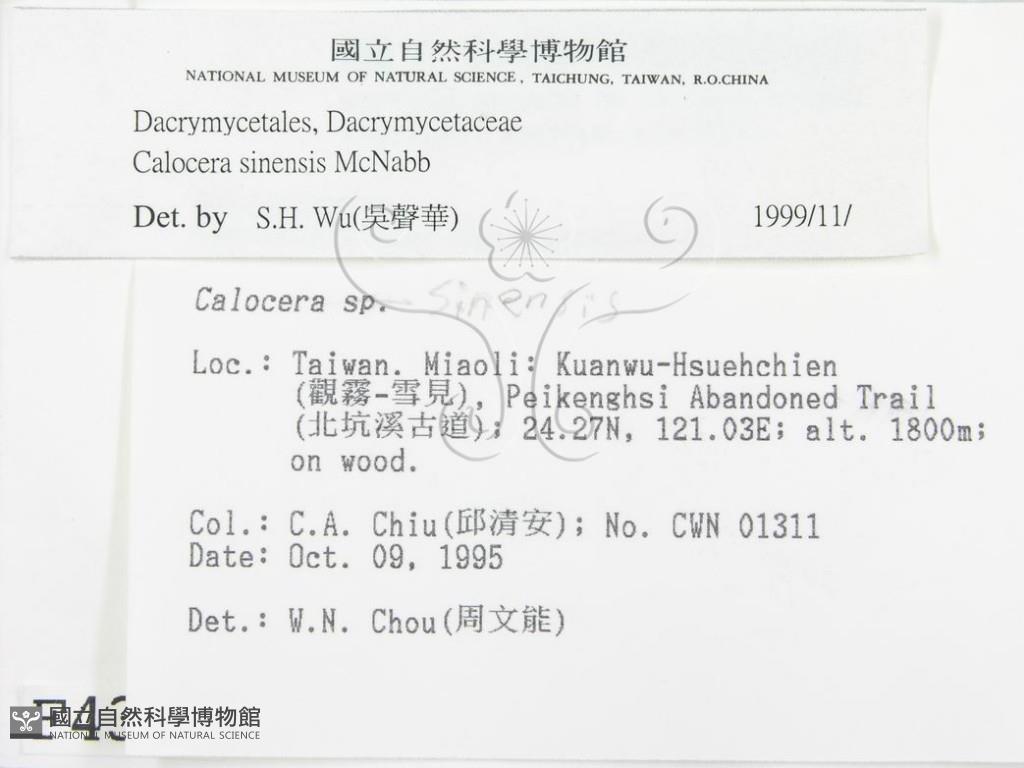 國立自然科學博物館
NATIONAL MUSEUM OF NATURAL SCIENCE, TAICHUNG, TAIWAN, R.O.CHINA
Dacrymycetales, Dacrymycetaceae
Calocera sinensis McNabb
Det. by S.H. Wu(吳聲華) 1999/11/
Calocera sp. sinensis
Loc.: Taiwan. Miaoli: Kuanwu-Hsuehchien
(觀霧-雪見), Peikenghsi Abandoned Trail
(北坑溪古道); 24.27N, 121.03E; alt. 1800m;
on wood.
Col.: C.A. Chiu(邱清安); No. CWN 01311
Date: Oct. 09, 1995
Det.: W.N. Chou(周文能)
國立自然科學博物館
NATIONAL MUSEUM OF NATURAL SCIENCE